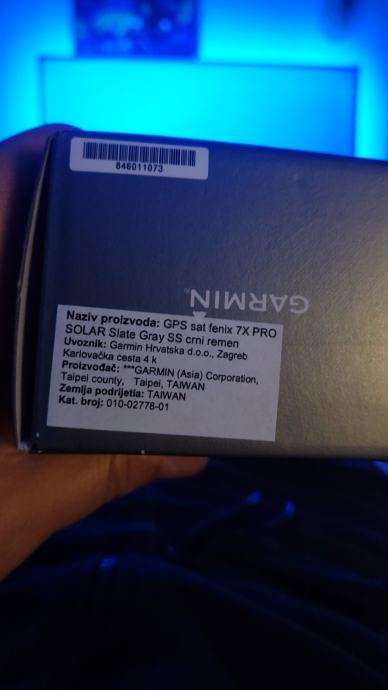 846011073
GARMIN
Naziv proizvoda: GPS sat fenix 7X PRO
SOLAR Slate Gray SS crni remen
Uvoznik: Garmin Hrvatska d.o.o., Zagreb
Karlovačka cesta 4 k
Proizvođač: ***GARMIN (Asia) Corporation,
Taipei county, Taipei, TAIWAN
Zemlja podrijetla: TAIWAN
Kat. broj: 010-02778-01